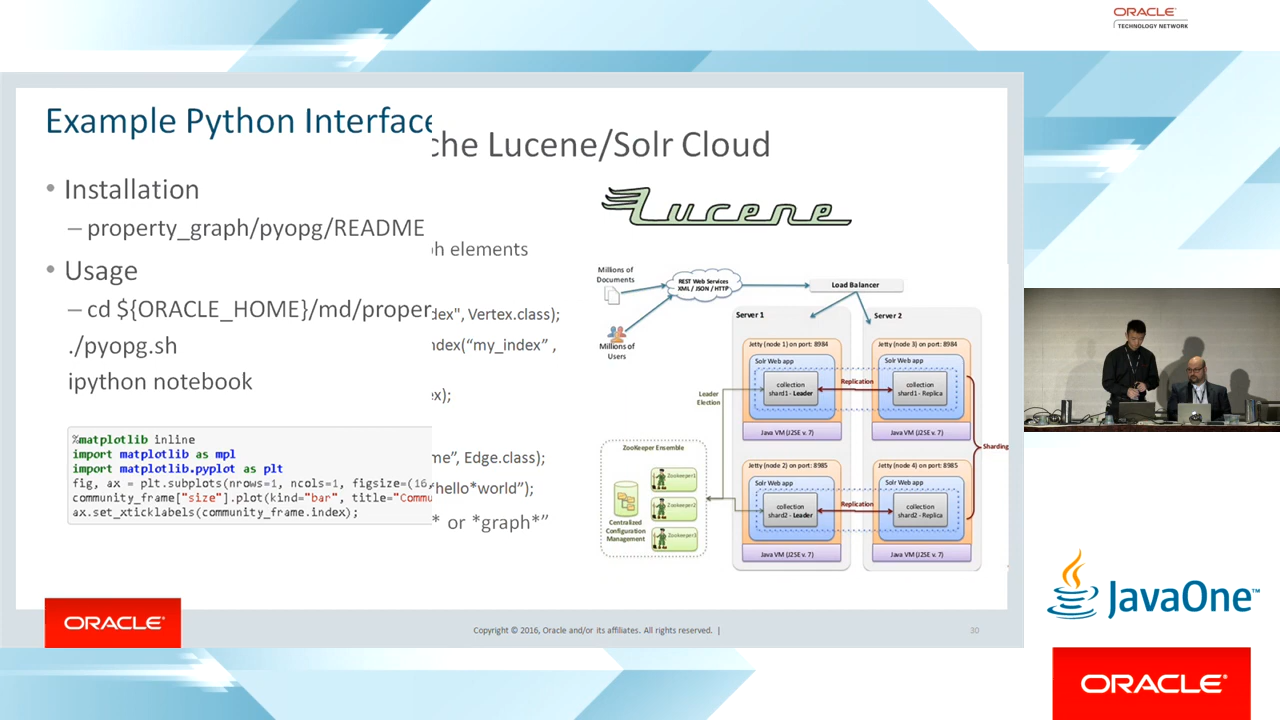 ORACLE
TECHNOLOGY NETWORK
Example Python Interface
che Lucene/Solr Cloud
• Installation
– property_graph/pyopg/README
• Usage
– cd ${ORACLE_HOME}/md/proper
./pyopg.sh
ipython notebook
%matplotlib inline
import matplotlib as mpl
import matplotlib.pyplot as plt
fig, ax = plt.subplots(nrows=1, ncols=1, figsize=(16,
community_frame["size"].plot(kind="bar", title="Commu
ax.set_xticklabels(community_frame.index);
h elements
dex", Vertex.class);
ndex("my_index" ,
ex);
me", Edge.class);
"hello*world");
* or *graph*"
Lucene
Millions of
Documents
REST Web Services
XML / JSON / HTTP
Load Balancer
Millions of
Users
Server 1
Server 2
Jetty (node 1) on port: 8984
Solr Web app
collection
shard1 - Leader
Java VM (J2SE v. 7)
Replication
Jetty (node 3) on port: 8984
Solr Web app
collection
shard1 - Replica
Java VM (J2SE v. 7)
Leader
Election
Sharding
ZooKeeper Ensemble
Zookeeper1
Zookeeper2
Zookeeper3
Centralized
Configuration
Management
Jetty (node 2) on port: 8985
Solr Web app
collection
shard2 - Leader
Java VM (J2SE v. 7)
Replication
Jetty (node 4) on port: 8985
Solr Web app
collection
shard2 - Replica
Java VM (J2SE v. 7)
ORACLE
Copyright © 2016, Oracle and/or its affiliates. All rights reserved. |
30
JavaOne™
ORACLE